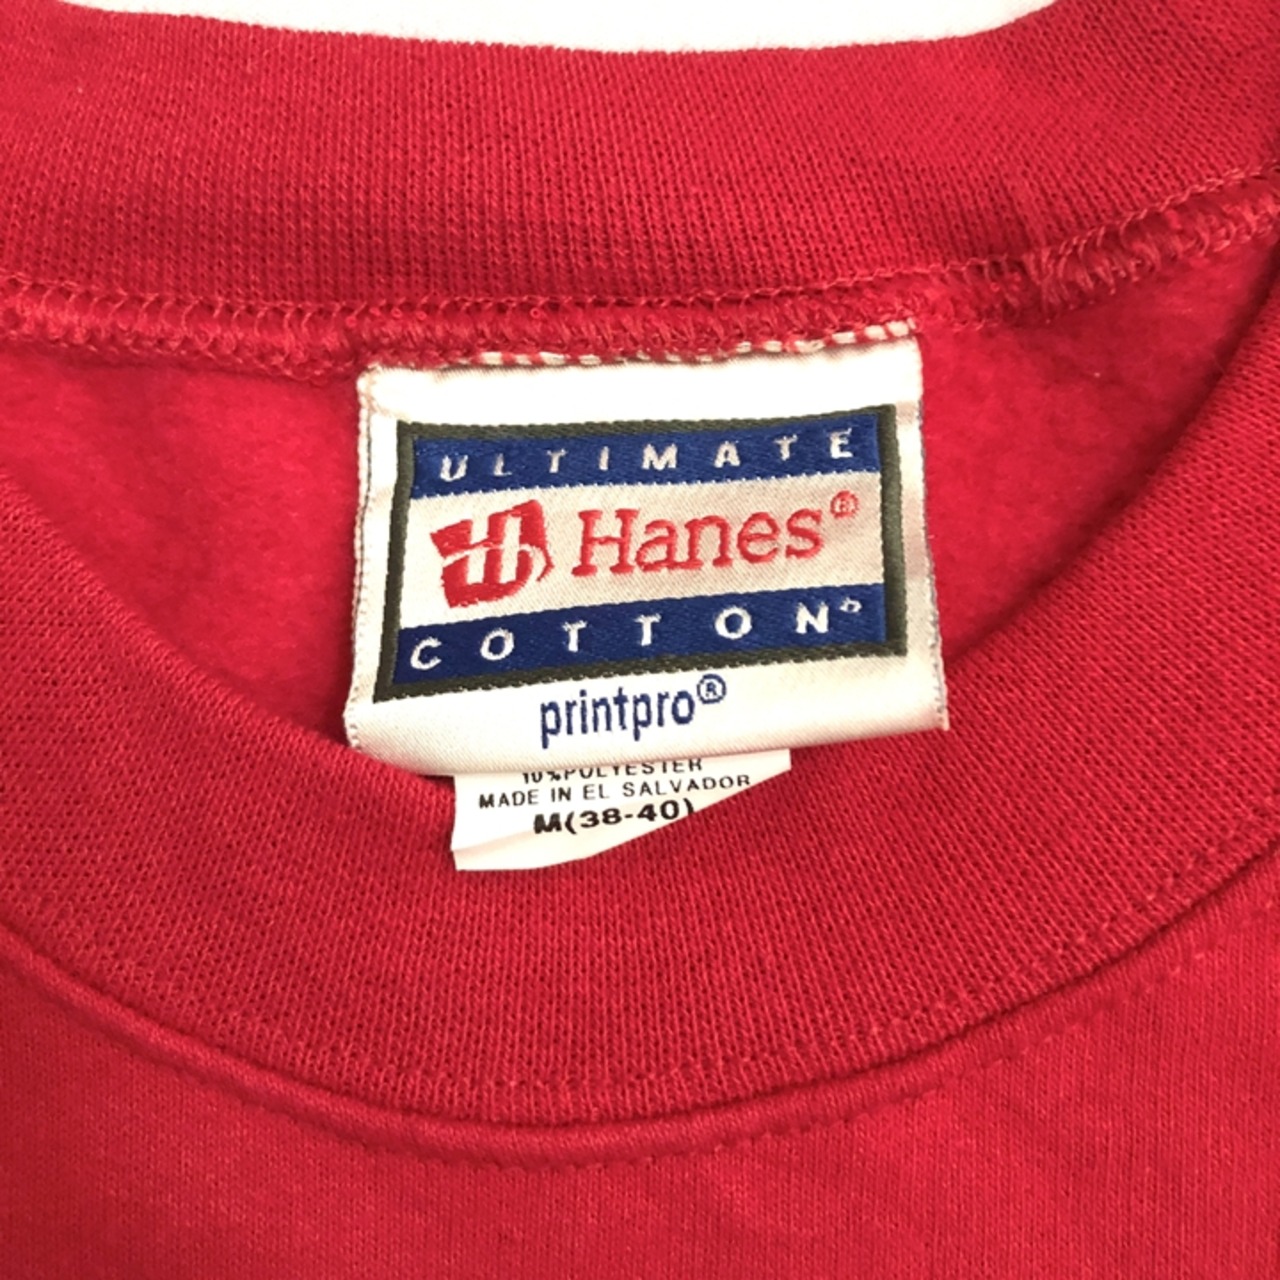 ULTIMATE
Hanes®
COTTON®
printpro®
10%POLYESTER
MADE IN EL SALVADOR
M(38-40)